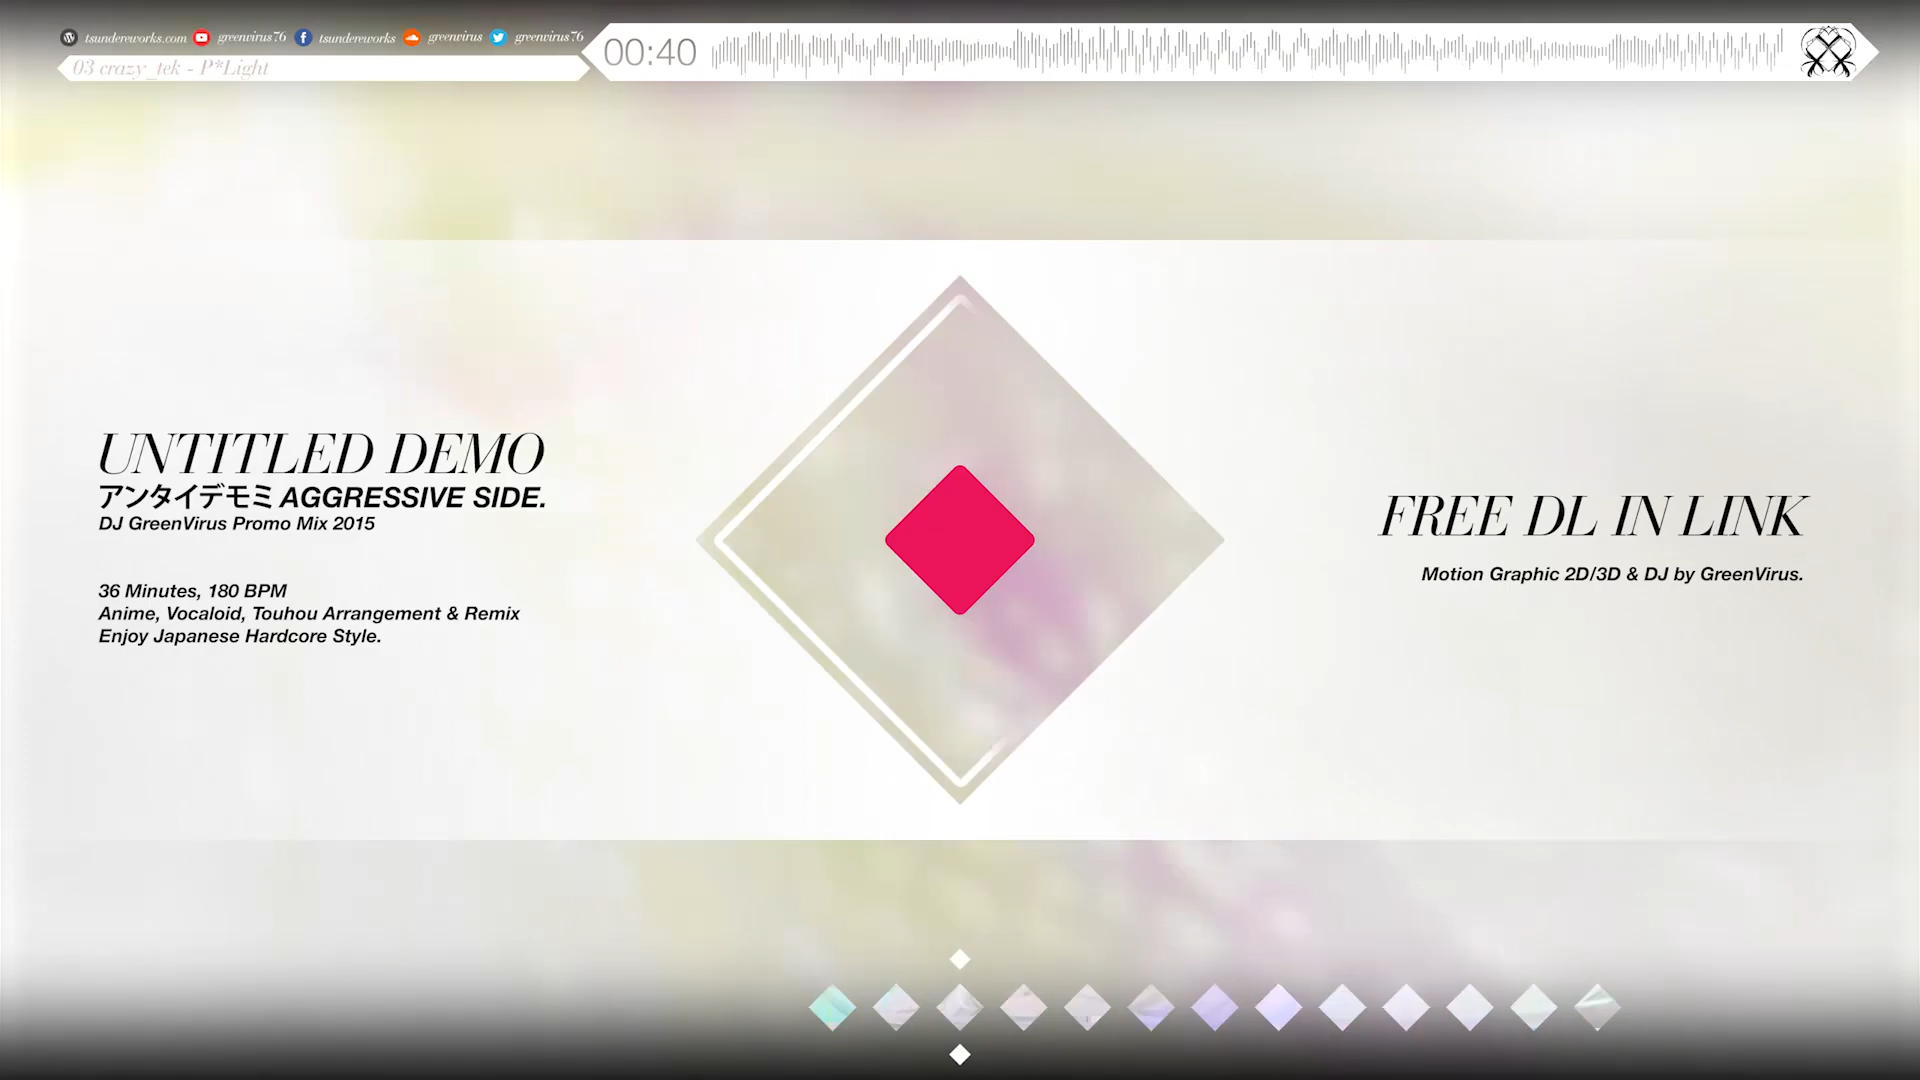 tsundereworks.com greenvirus76 tsundereworks greenvirus greenvirus76
03 crazy_tek - P*Light
00:40
UNTITLED DEMO
アンタイデモミ AGGRESSIVE SIDE.
DJ GreenVirus Promo Mix 2015
36 Minutes, 180 BPM
Anime, Vocaloid, Touhou Arrangement & Remix
Enjoy Japanese Hardcore Style.
FREE DL IN LINK
Motion Graphic 2D/3D & DJ by GreenVirus.